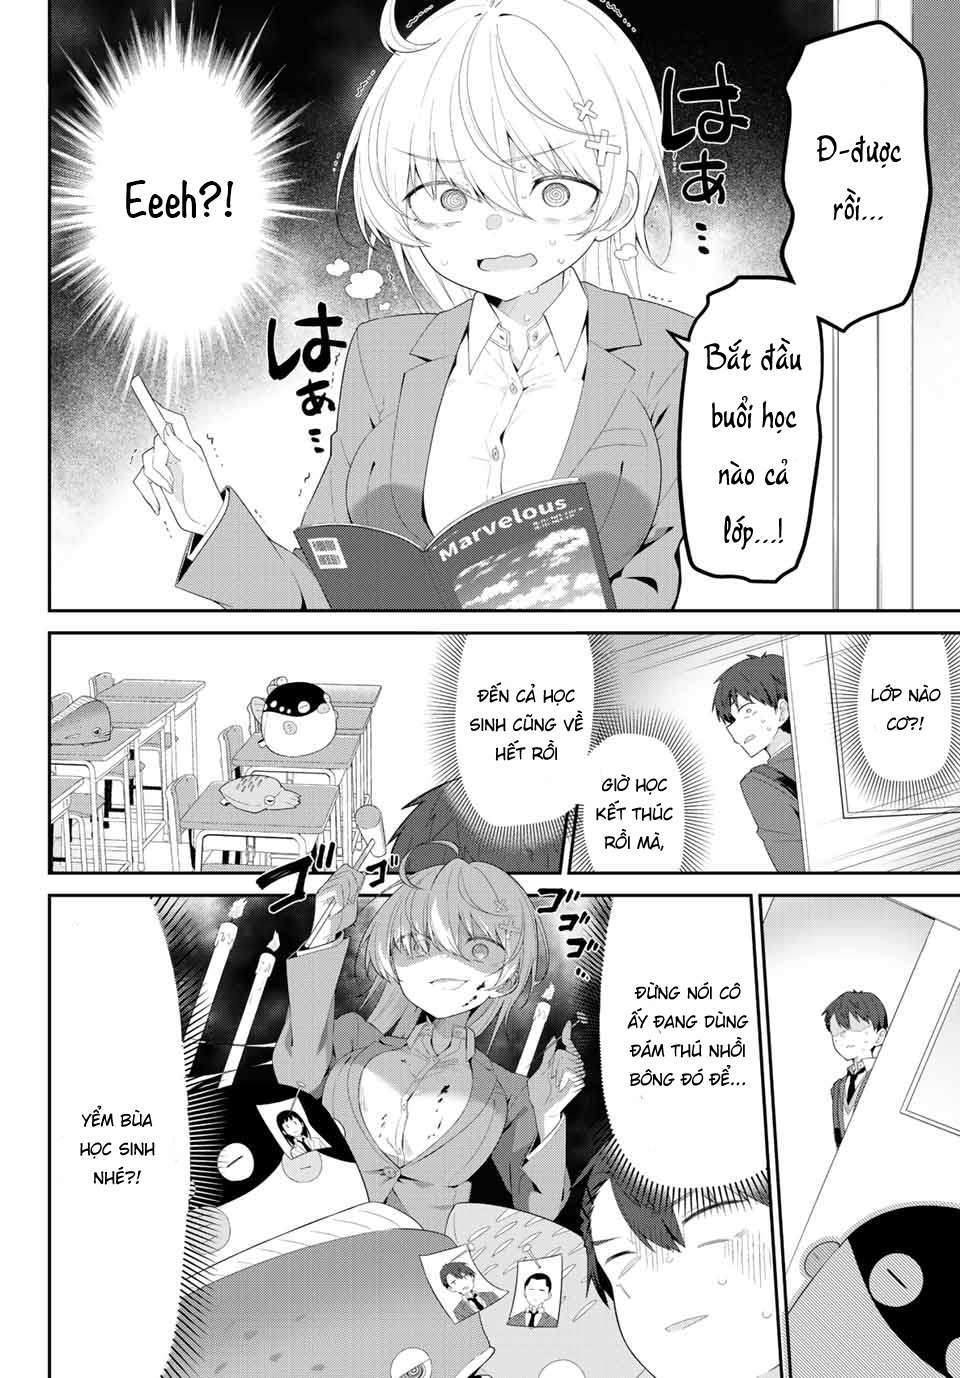 Đ-được
rồi...
Bắt đầu
buổi học
nào cả
lớp...!
はぁ…
はぁ…
Eeeh?!
Marvelous
LỚP NÀO
CƠ?!
GIỜ HỌC
KẾT THÚC
RỒI MÀ,
ĐẾN CẢ HỌC
SINH CŨNG VỀ
HẾT RỒI
ĐỪNG NÓI CÔ
ẤY ĐANG DÙNG
ĐÁM THÚ NHỒI
BÔNG ĐÓ ĐỂ...
ゴゴゴ…
ゴゴ
YỂM BÙA
HỌC SINH
NHÉ?!